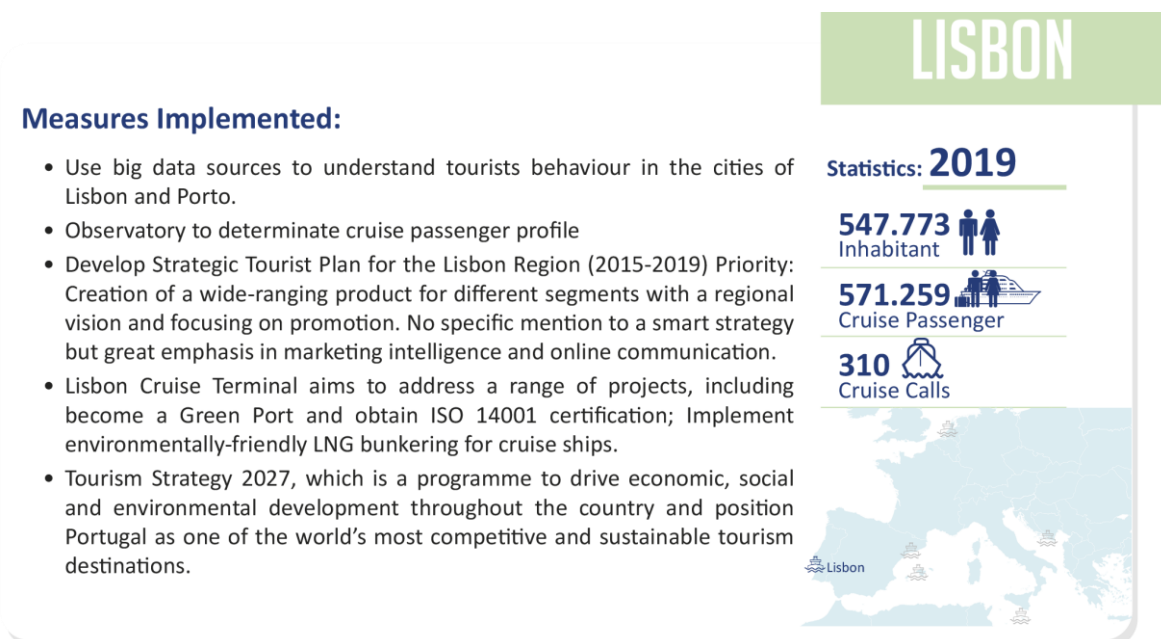 LISBON
Measures Implemented:
• Use big data sources to understand tourists behaviour in the cities of
Lisbon and Porto.
• Observatory to determinate cruise passenger profile
• Develop Strategic Tourist Plan for the Lisbon Region (2015-2019) Priority:
Creation of a wide-ranging product for different segments with a regional
vision and focusing on promotion. No specific mention to a smart strategy
but great emphasis in marketing intelligence and online communication.
• Lisbon Cruise Terminal aims to address a range of projects, including
become a Green Port and obtain ISO 14001 certification; Implement
environmentally-friendly LNG bunkering for cruise ships.
• Tourism Strategy 2027, which is a programme to drive economic, social
and environmental development throughout the country and position
Portugal as one of the world's most competitive and sustainable tourism
destinations.
Statistics: 2019
547.773
Inhabitant
571.259
Cruise Passenger
310
Cruise Calls
Lisbon